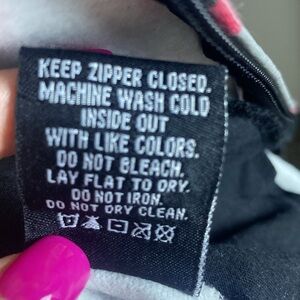 KEEP ZIPPER CLOSED.
MACHINE WASH COLD
INSIDE OUT
WITH LIKE COLORS.
DO NOT BLEACH.
LAY FLAT TO DRY.
DO NOT IRON.
DO NOT DRY CLEAN.